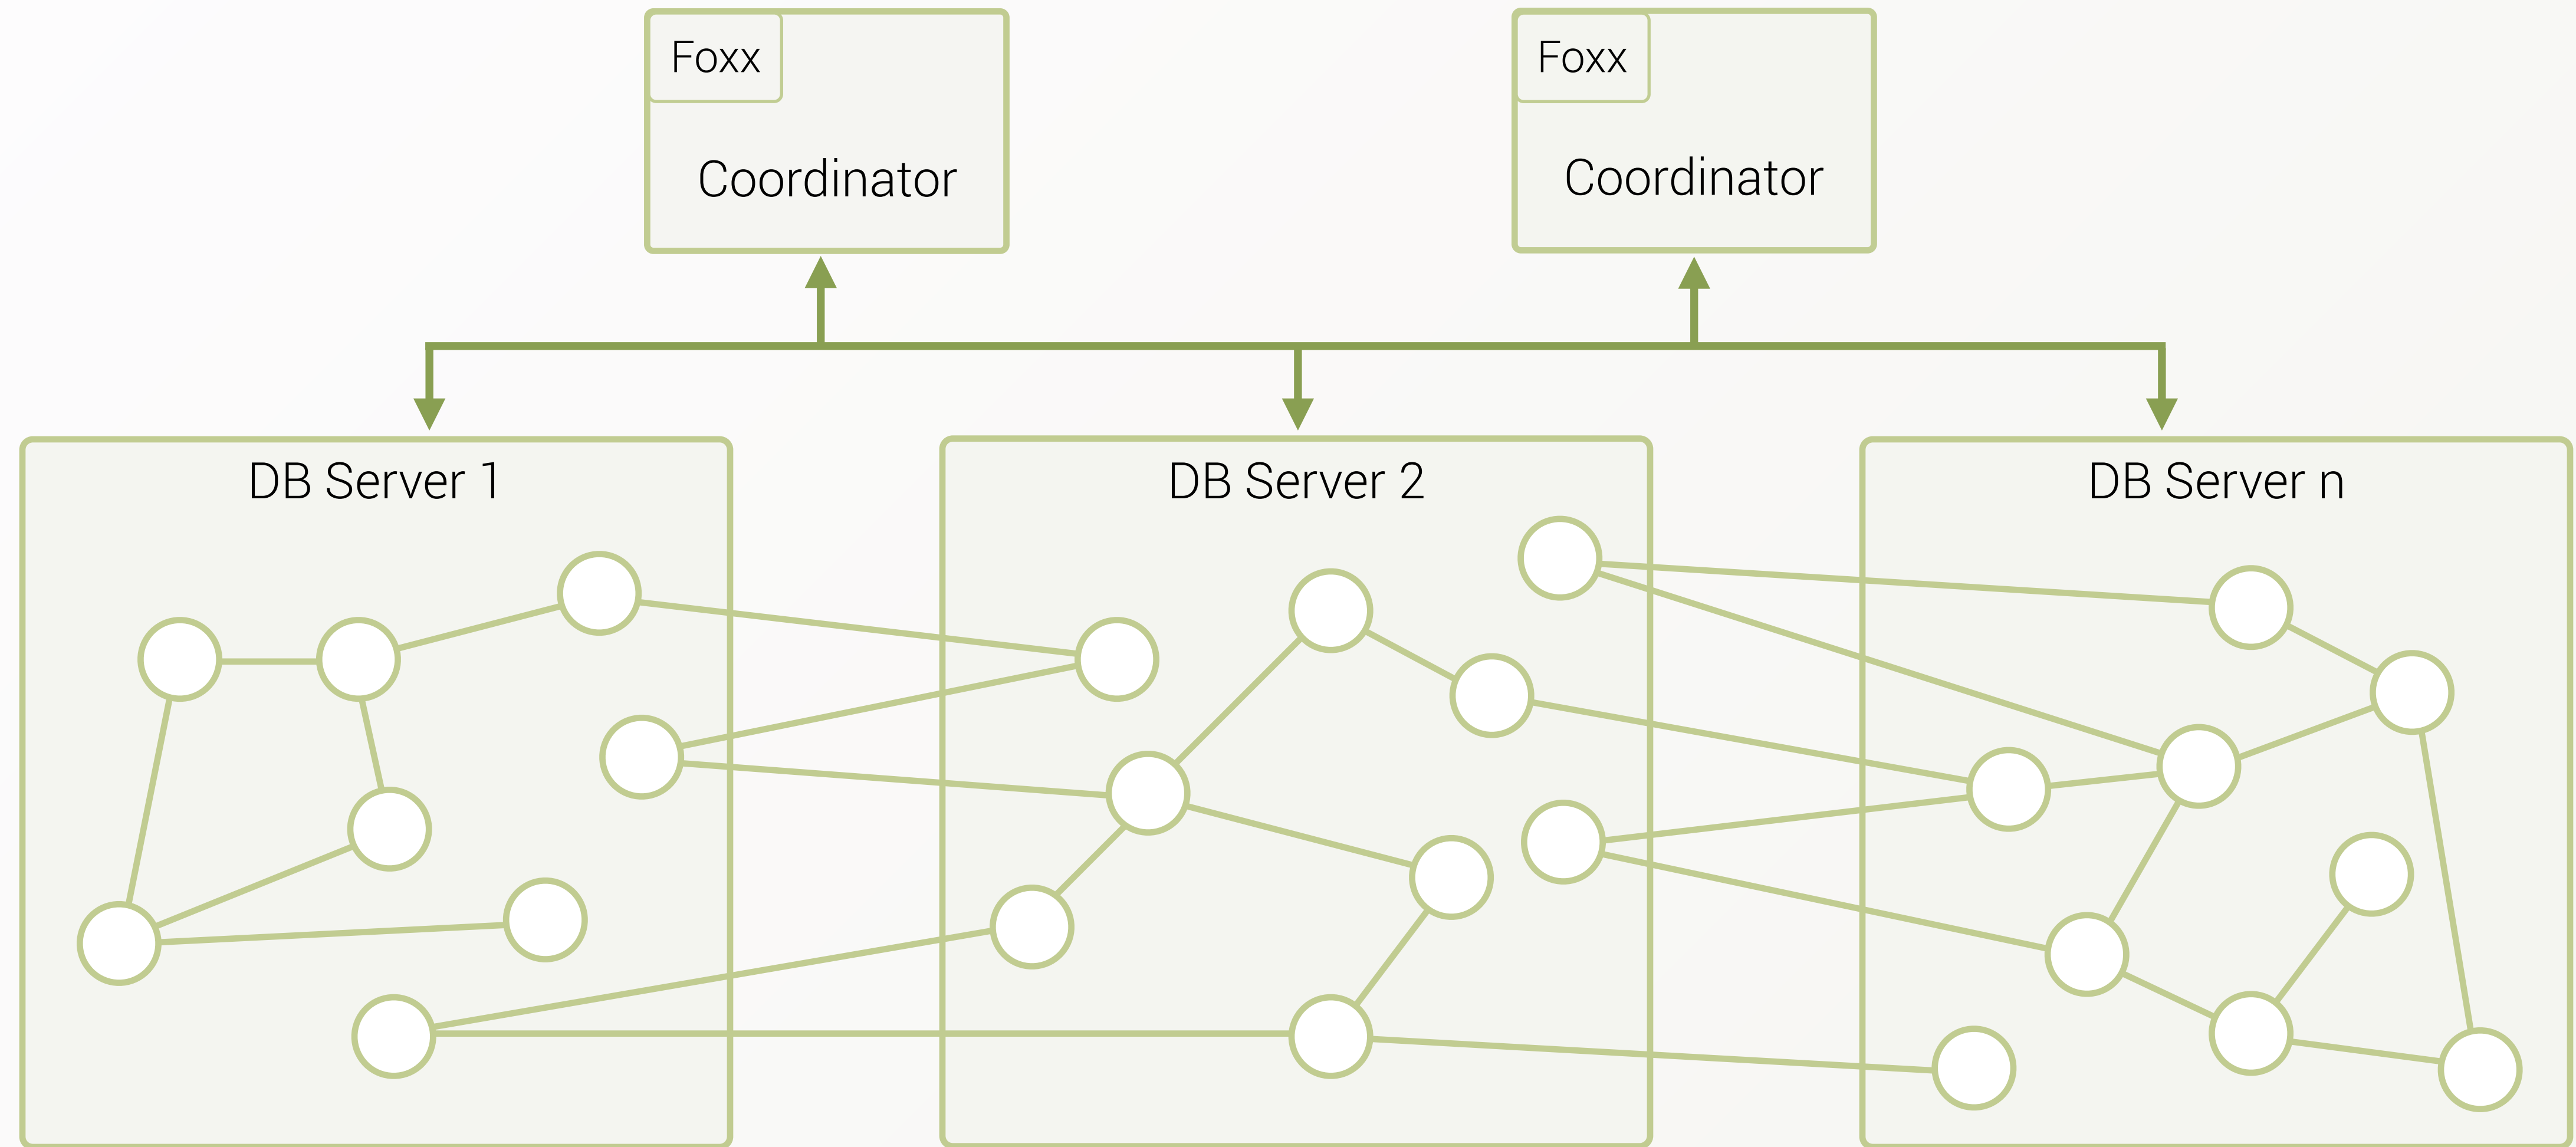 Foxx
Coordinator
Foxx
Coordinator
DB Server 1
DB Server 2
DB Server n